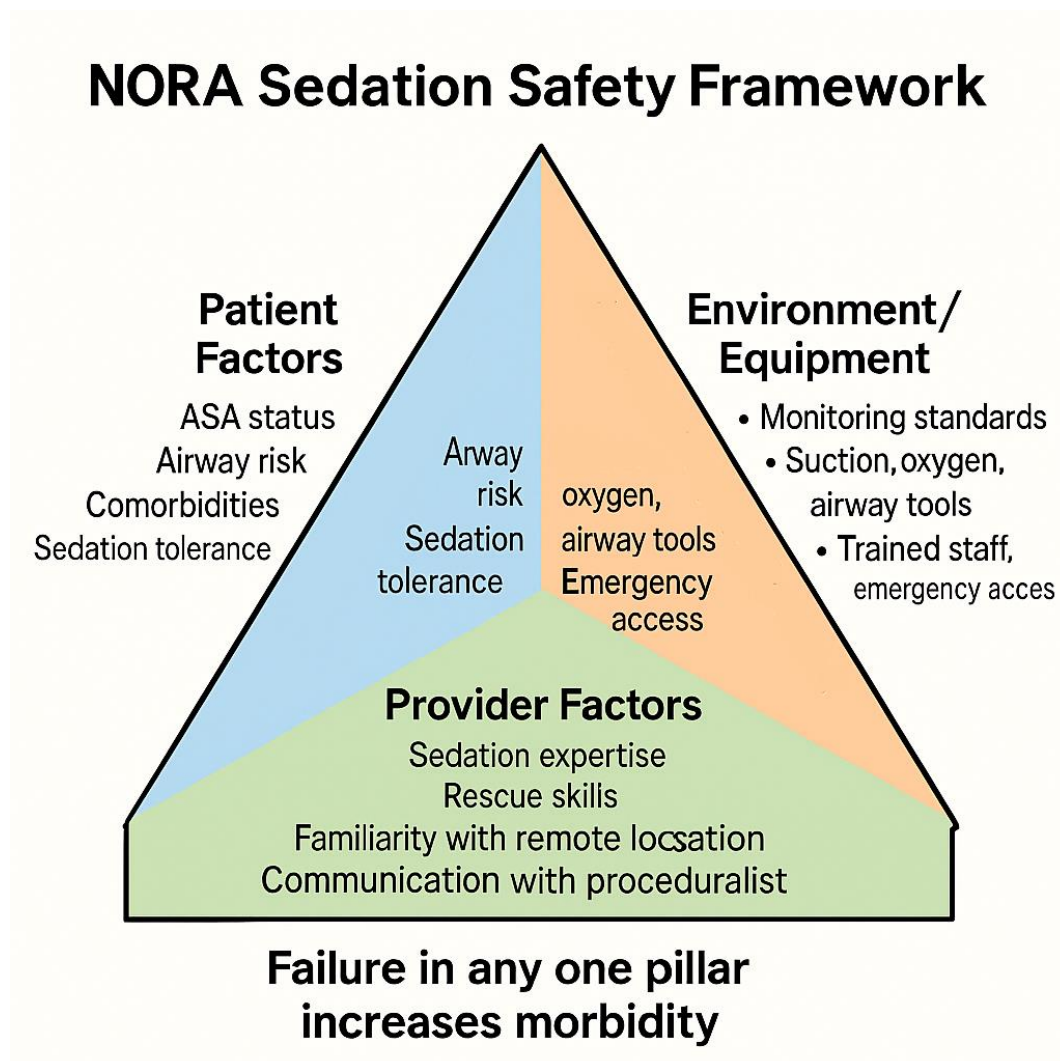 NORA Sedation Safety Framework
Patient
Factors
ASA status
Airway risk
Comorbidities
Sedation tolerance
Arway
risk
Sedation
tolerance
oxygen,
airway tools
Emergency
access
Environment/
Equipment
• Monitoring standards
• Suction, oxygen,
airway tools
• Trained staff,
emergency acces
Provider Factors
Sedation expertise
Rescue skills
Familiarity with remote locsation
Communication with proceduralist
Failure in any one pillar
increases morbidity